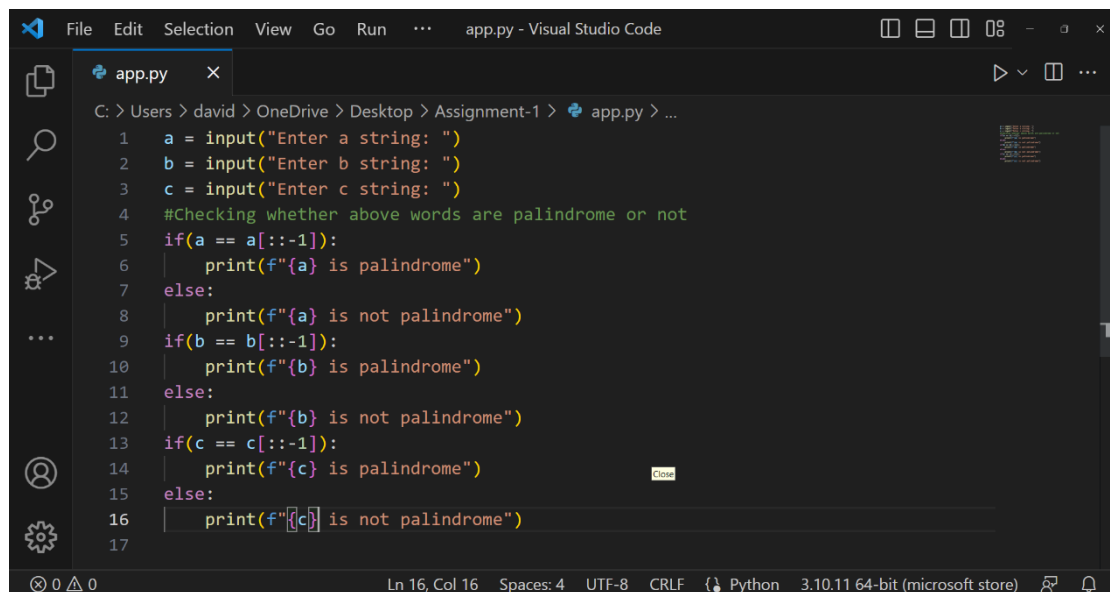 File Edit Selection View Go Run ··· app.py - Visual Studio Code
app.py
C: > Users > david > OneDrive > Desktop > Assignment-1 > app.py > ...
1 a = input("Enter a string: ")
2 b = input("Enter b string: ")
3 c = input("Enter c string: ")
4 #Checking whether above words are palindrome or not
5 if(a == a[::-1]):
6     print(f"{a} is palindrome")
7 else:
8     print(f"{a} is not palindrome")
9 if(b == b[::-1]):
10     print(f"{b} is palindrome")
11 else:
12     print(f"{b} is not palindrome")
13 if(c == c[::-1]):
14     print(f"{c} is palindrome")
Close
15 else:
16     print(f"{c} is not palindrome")
17
0 0 Ln 16, Col 16 Spaces: 4 UTF-8 CRLF Python 3.10.11 64-bit (microsoft store)